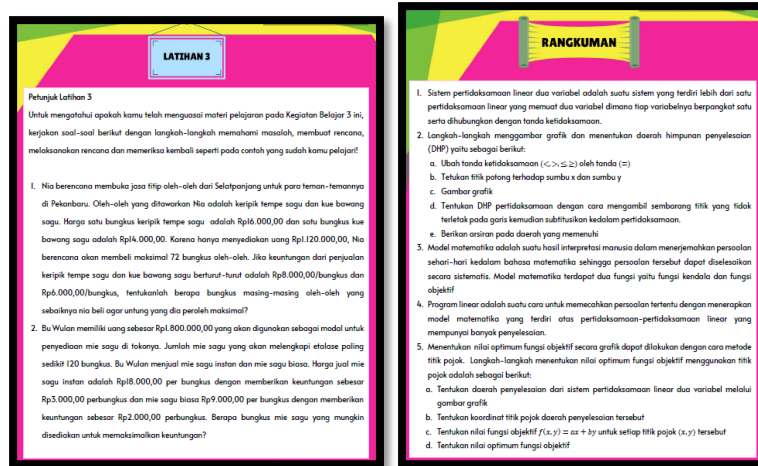 LATIHAN 3
Petunjuk Latihan 3
Untuk mengatahui apakah kamu telah menguasai materi pelajaran pada Kegiatan Belajar 3 ini,
kerjakan soal-soal berikut dengan langkah-langkah memahami masalah, membuat rencana,
melaksanakan rencana dan memeriksa kembali seperti pada contoh yang sudah kamu pelajari!
1. Nia berencana membuka jasa titip oleh-oleh dari Selatpanjang untuk para teman-temannya
di Pekanbaru. Oleh-oleh yang ditawarkan Nia adalah keripik tempe sagu dan kue bawang
sagu. Harga satu bungkus keripik tempe sagu adalah Rp16.000,00 dan satu bungkus kue
bawang sagu adalah Rp14.000,00. Karena hanya menyediakan uang Rp1.120.000,00, Nia
berencana akan membeli maksimal 72 bungkus oleh-oleh. Jika keuntungan dari penjualan
keripik tempe sagu dan kue bawang sagu berturut-turut adalah Rp8.000,00/bungkus dan
Rp6.000,00/bungkus, tentukanlah berapa bungkus masing-masing oleh-oleh yang
sebaiknya nia beli agar untung yang dia peroleh maksimal?
2. Bu Wulan memiliki uang sebesar Rp1.800.000,00 yang akan digunakan sebagai modal untuk
penyediaan mie sagu di tokonya. Jumlah mie sagu yang akan melengkapi etalase paling
sedikit 120 bungkus. Bu Wulan menjual mie sagu instan dan mie sagu biasa. Harga jual mie
sagu instan adalah Rp18.000,00 per bungkus dengan memberikan keuntungan sebesar
Rp3.000,00 perbungkus dan mie sagu biasa Rp9.000,00 per bungkus dengan memberikan
keuntungan sebesar Rp2.000,00 perbungkus. Berapa bungkus mie sagu yang mungkin
disediakan untuk memaksimalkan keuntungan?
RANGKUMAN
1. Sistem pertidaksamaan linear dua variabel adalah suatu sistem yang terdiri lebih dari satu
pertidaksamaan linear yang memuat dua variabel dimana tiap variabelnya berpangkat satu
serta dihubungkan dengan tanda ketidaksamaan.
2. Langkah-langkah menggambar grafik dan menentukan daerah himpunan penyelesaian
(DHP) yaitu sebagai berikut:
a. Ubah tanda ketidaksamaan (<,>,≤ ≥) oleh tanda (=)
b. Tetukan titik potong terhadap sumbu x dan sumbu y
c. Gambar grafik
d. Tentukan DHP pertidaksamaan dengan cara mengambil sembarang titik yang tidak
terletak pada garis kemudian subtitusikan kedalam pertidaksamaan.
e. Berikan arsiran pada daerah yang memenuhi
3. Model matematika adalah suatu hasil interpretasi manusia dalam menerjemahkan persoalan
sehari-hari kedalam bahasa matematika sehingga persoalan tersebut dapat diselesaikan
secara sistematis. Model matematika terdapat dua fungsi yaitu fungsi kendala dan fungsi
objektif
4. Program linear adalah suatu cara untuk memecahkan persoalan tertentu dengan menerapkan
model matematika yang terdiri atas pertidaksamaan-pertidaksamaan linear yang
mempunyai banyak penyelesaian.
5. Menentukan nilai optimum fungsi objektif secara grafik dapat dilakukan dengan cara metode
titik pojok. Langkah-langkah menentukan nilai optimum fungsi objektif menggunakan titik
pojok adalah sebagai berikut:
a. Tentukan daerah penyelesaian dari sistem pertidaksamaan linear dua variabel melalui
gambar grafik
b. Tentukan koordinat titik pojok daerah penyelesaian tersebut
c. Tentukan nilai fungsi objektif f(x,y) = ax + by untuk setiap titik pojok (x,y) tersebut
d. Tentukan nilai optimum fungsi objektif